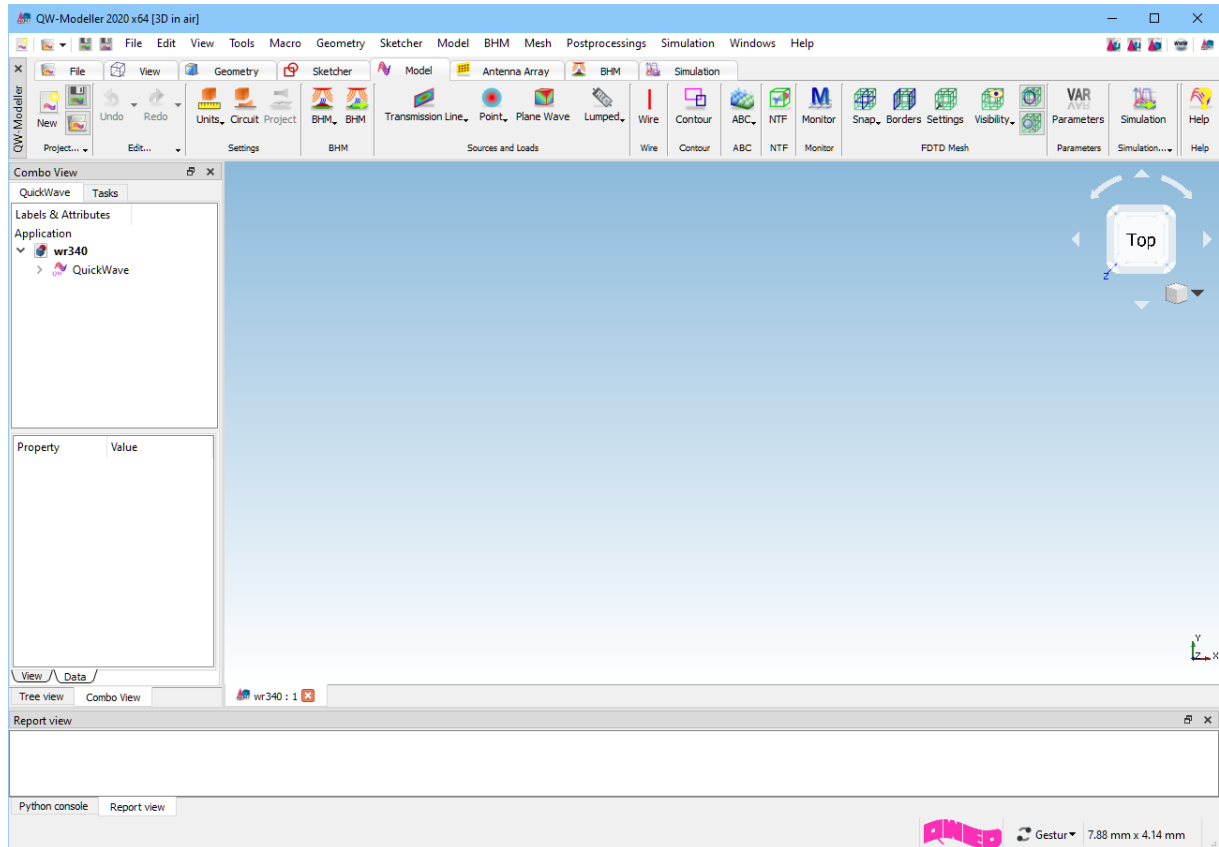 QW-Modeller 2020 x64 [3D in air]
File Edit View Tools Macro Geometry Sketcher Model BHM Mesh Postprocessings Simulation Windows Help
File View Geometry Sketcher Model Antenna Array BHM Simulation
QW-Modeller
New Undo Redo Units Circuit Project BHM BHM Transmission Line Point Plane Wave Lumped Wire Contour ABC NTF M Monitor Snap Borders Settings Visibility VAR Parameters Simulation Help
Project... Edit... Settings BHM Sources and Loads Wire Contour ABC NTF Monitor FDTD Mesh Parameters Simulation... Help
Combo View
QuickWave Tasks
Labels & Attributes
Application
wr340
QuickWave
Top
Z
Property Value
Y
Z X
View Data
Tree view Combo View
wr340 : 1
Report view
Python console Report view
QWED Gestur 7.88 mm x 4.14 mm